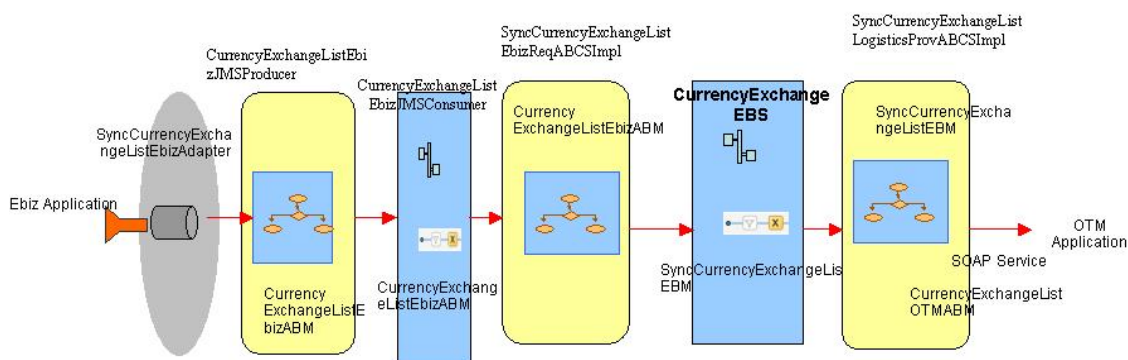 CurrencyExchangeListEbi
zJMSProducer
SyncCurrencyExchangeList
EbizReqABCSImpl
SyncCurrencyExchangeList
LogisticsProvABCSImpl
CurrencyExchangeList
EbizJMSConsumer
CurrencyExchange
EBS
SyncCurrencyExcha
ngeListEbizAdapter
Currency
ExchangeListEbizABM
SyncCurrencyExcha
ngeListEBM
Ebiz Application
OTM
Application
SOAP Service
Currency
ExchangeListE
bizABM
CurrencyExchang
eListEbizABM
SyncCurrencyExchangeLis
EBM
CurrencyExchangeList
OTMABM